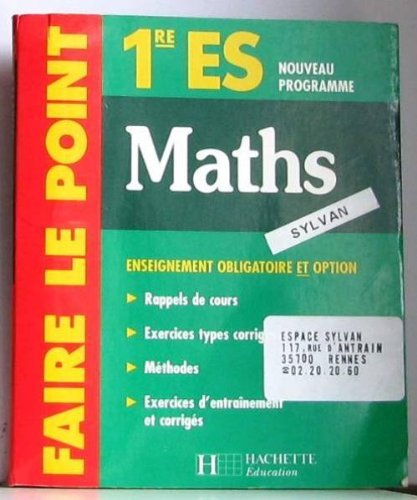 FAIRE LE POINT
1RE ES
NOUVEAU
PROGRAMME
Maths
SYLVAN
ENSEIGNEMENT OBLIGATOIRE ET OPTION
Rappels de cours
Exercices types corrigé
Méthodes
Exercices d'entraînement
et corrigés
ESPACE SYLVAN
117, RUE D'ANTRAIN
35700 RENNES
☎02.20.20.60
H HACHETTE
Education